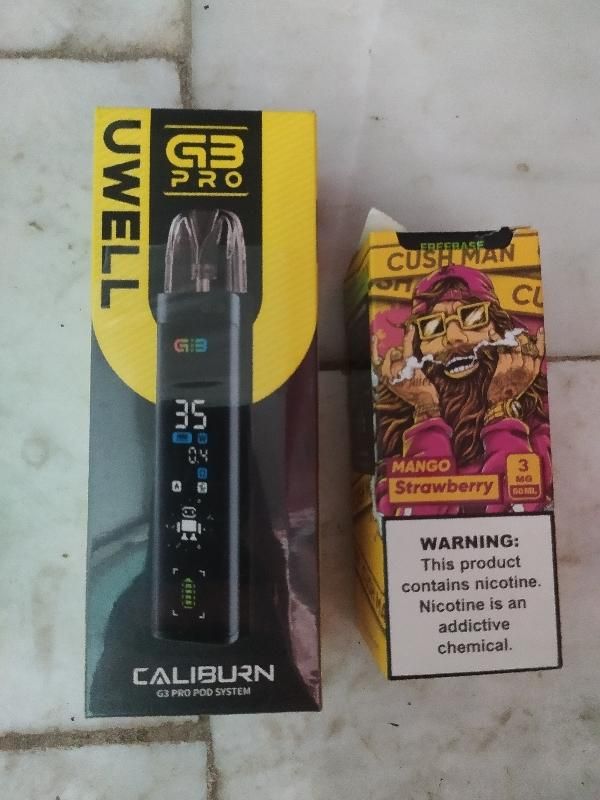 UWELL
G3
PRO
G3
35
W
0.4
Ω
A
CALIBURN
G3 PRO POD SYSTEM
FREEBASE
CUSH MAN
SH
CU
MANGO
Strawberry
3
MG
60ML
WARNING:
This product
contains nicotine.
Nicotine is an
addictive
chemical.